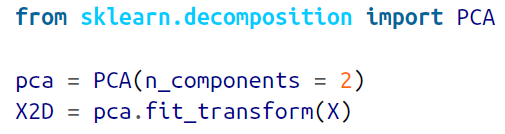 from sklearn.decomposition import PCA
pca = PCA(n_components = 2)
X2D = pca.fit_transform(X)